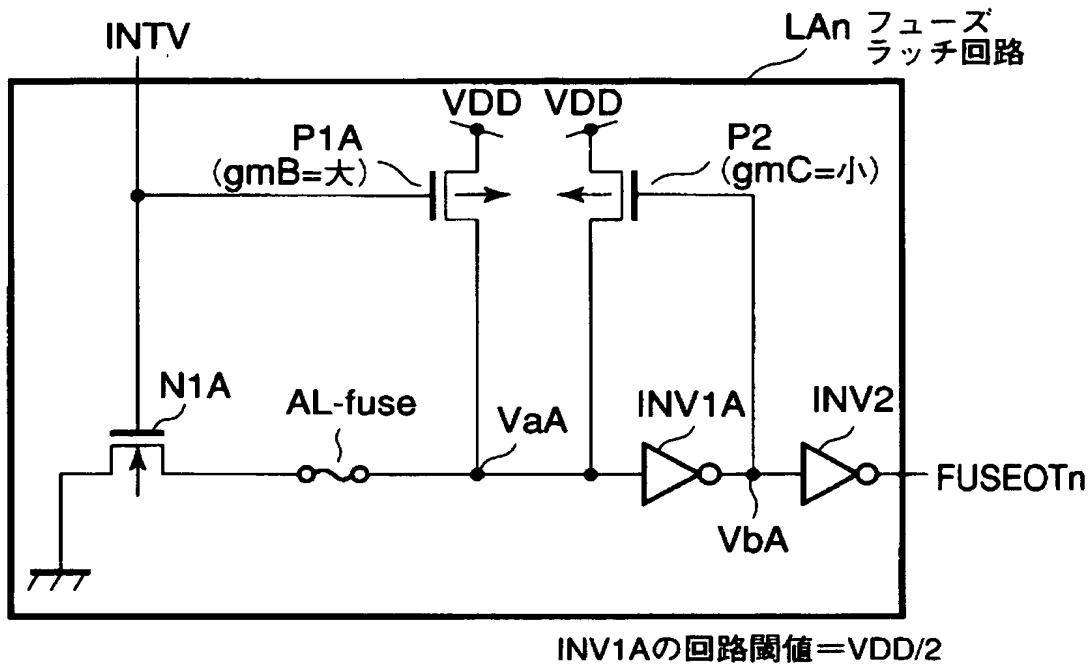 INTV
LAn フューズ
ラッチ回路
VDD VDD
P1A
(gmB=大)
P2
(gmC=小)
N1A
AL-fuse
VaA
INV1A
INV2
FUSEOTn
VbA
INV1Aの回路閾値=VDD/2